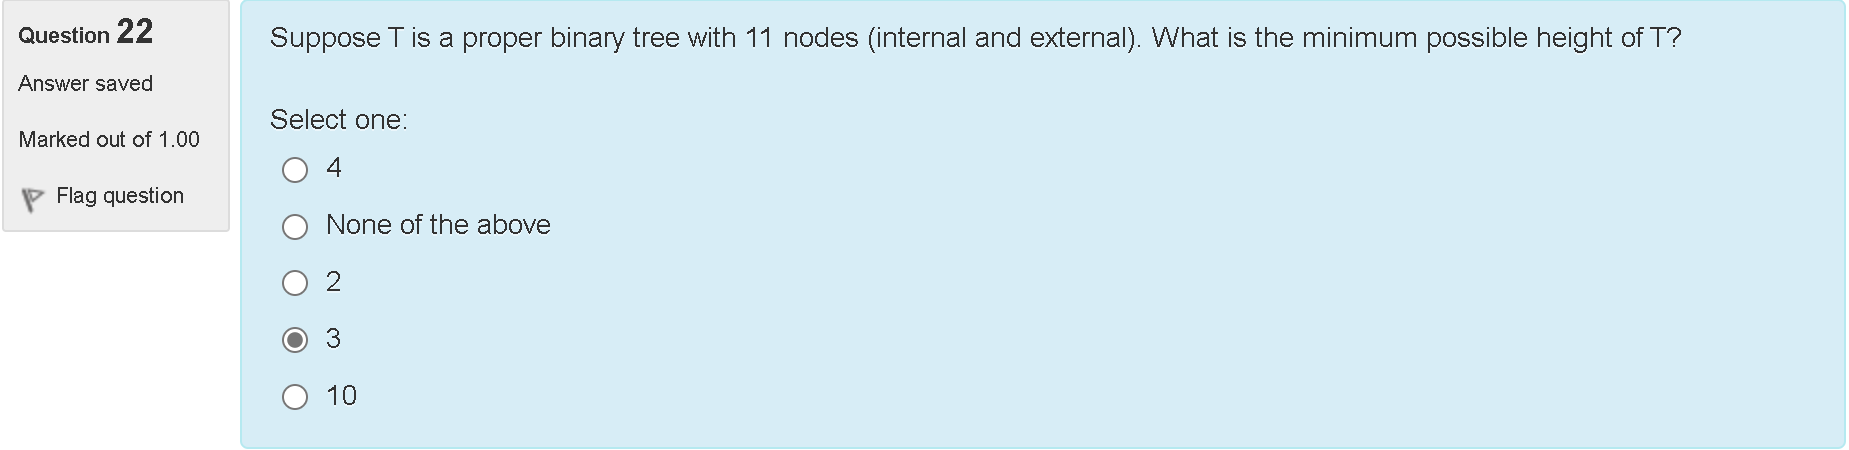 Question 22
Answer saved
Marked out of 1.00
Flag question
Suppose T is a proper binary tree with 11 nodes (internal and external). What is the minimum possible height of T?
Select one:
4
None of the above
2
3
10